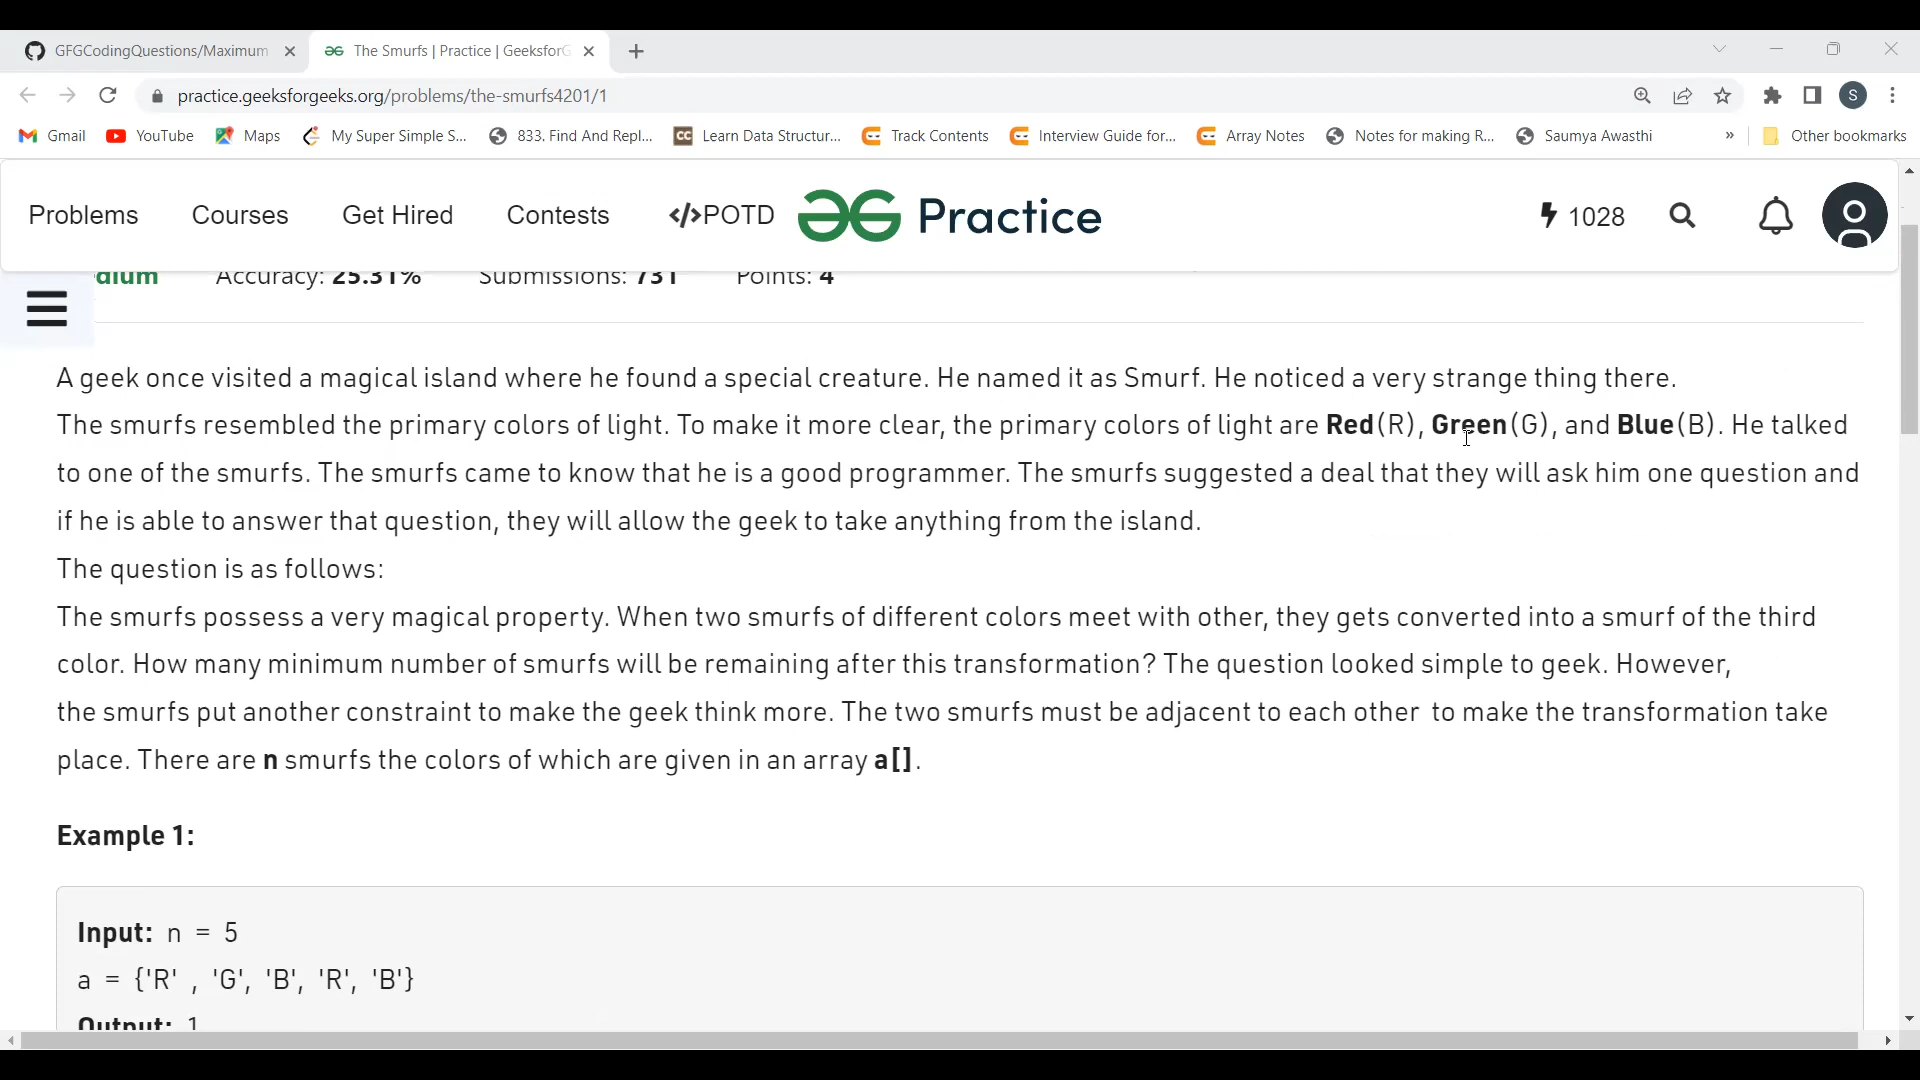 GFGCodingQuestions/Maximum
The Smurfs | Practice | GeeksforG
practice.geeksforgeeks.org/problems/the-smurfs4201/1
S
Gmail YouTube Maps My Super Simple S... 833. Find And Repl... Learn Data Structur... Track Contents Interview Guide for... Array Notes Notes for making R... Saumya Awasthi » Other bookmarks
Problems Courses Get Hired Contests </>POTD Practice 1028
dium Accuracy: 25.31% Submissions: 731 Points: 4
A geek once visited a magical island where he found a special creature. He named it as Smurf. He noticed a very strange thing there.
The smurfs resembled the primary colors of light. To make it more clear, the primary colors of light are Red(R), Green(G), and Blue(B). He talked
to one of the smurfs. The smurfs came to know that he is a good programmer. The smurfs suggested a deal that they will ask him one question and
if he is able to answer that question, they will allow the geek to take anything from the island.
The question is as follows:
The smurfs possess a very magical property. When two smurfs of different colors meet with other, they gets converted into a smurf of the third
color. How many minimum number of smurfs will be remaining after this transformation? The question looked simple to geek. However,
the smurfs put another constraint to make the geek think more. The two smurfs must be adjacent to each other to make the transformation take
place. There are n smurfs the colors of which are given in an array a[].
Example 1:
Input: n = 5
a = {'R' , 'G', 'B', 'R', 'B'}
Output: 1